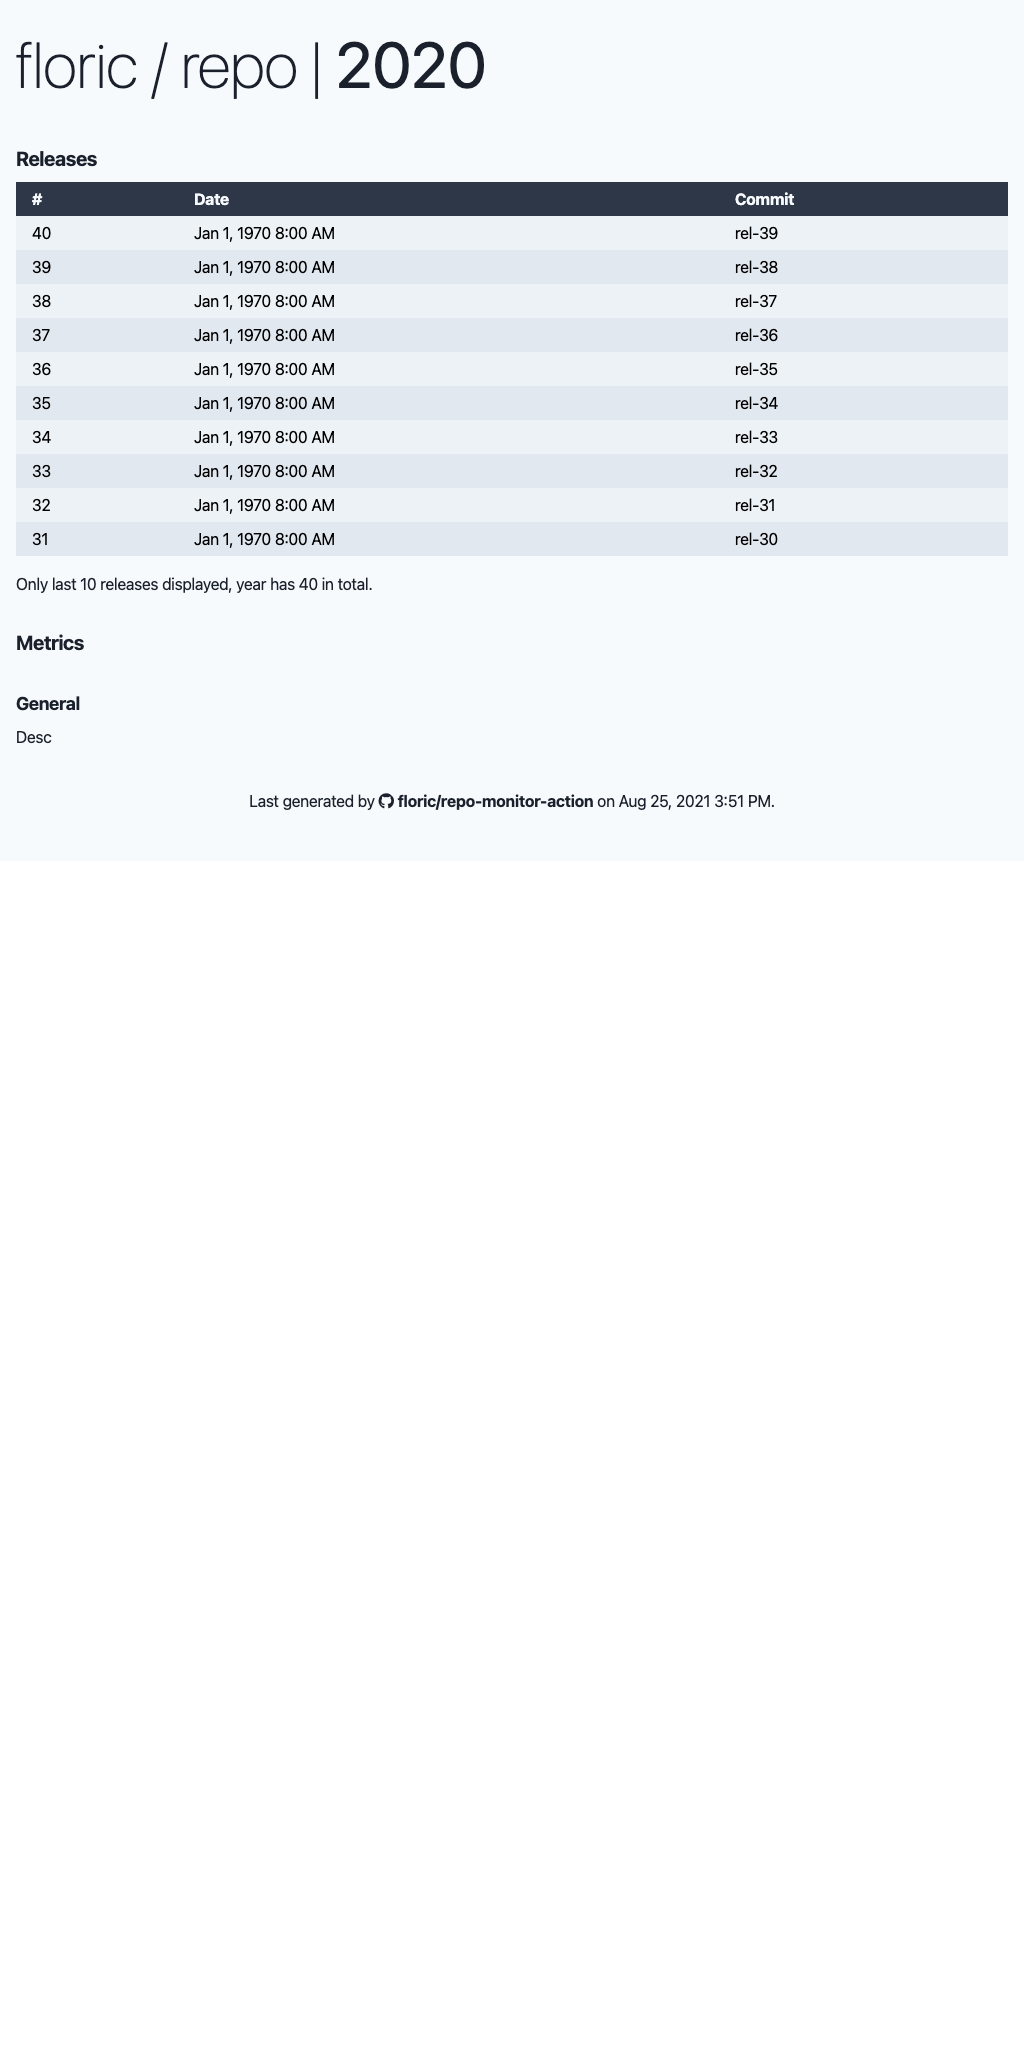 floric / repo | 2020
Releases
# Date Commit
40 Jan 1, 1970 8:00 AM rel-39
39 Jan 1, 1970 8:00 AM rel-38
38 Jan 1, 1970 8:00 AM rel-37
37 Jan 1, 1970 8:00 AM rel-36
36 Jan 1, 1970 8:00 AM rel-35
35 Jan 1, 1970 8:00 AM rel-34
34 Jan 1, 1970 8:00 AM rel-33
33 Jan 1, 1970 8:00 AM rel-32
32 Jan 1, 1970 8:00 AM rel-31
31 Jan 1, 1970 8:00 AM rel-30
Only last 10 releases displayed, year has 40 in total.
Metrics
General
Desc
Last generated by floric/repo-monitor-action on Aug 25, 2021 3:51 PM.